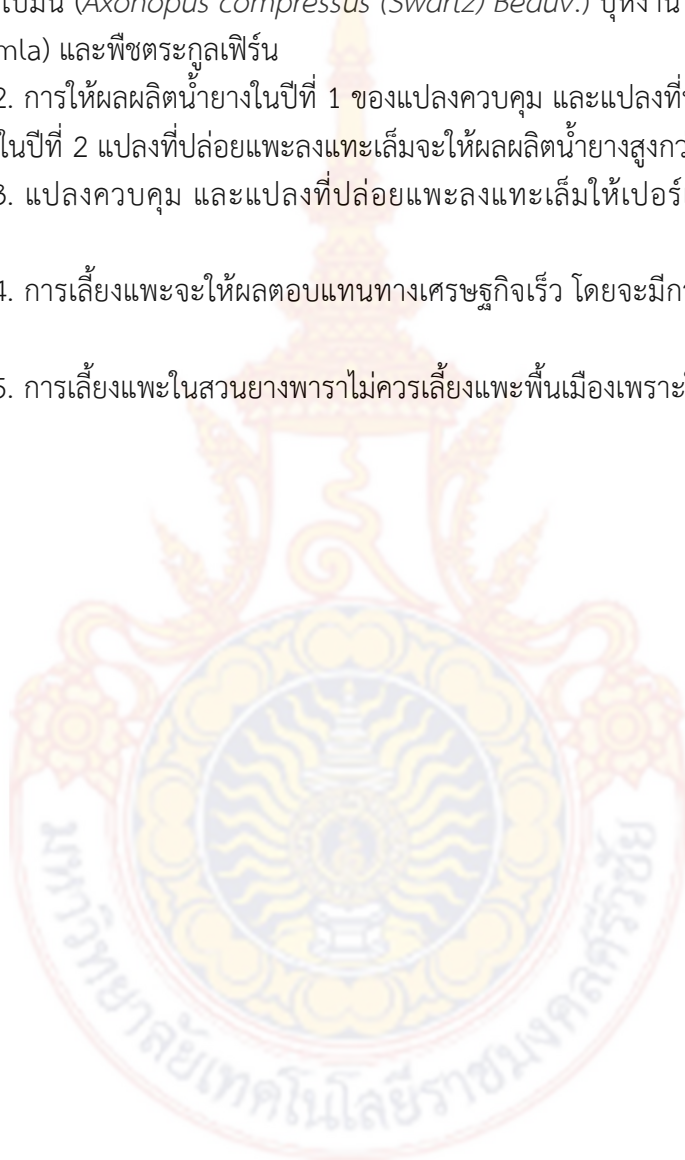 ใบมัน (Axonopus compressus (Swartz) Beauv.)
mla) และพืชตระกูลเฟิร์น
2. การให้ผลผลิตน้ำยางในปีที่ 1 ของแปลงควบคุม และแปลงที่
ในปีที่ 2 แปลงที่ปล่อยแพะลงแทะเล็มจะให้ผลผลิตน้ำยางสูงกว
3. แปลงควบคุม และแปลงที่ปล่อยแพะลงแทะเล็มให้เปอร์
4. การเลี้ยงแพะจะให้ผลตอบแทนทางเศรษฐกิจเร็ว โดยจะมีกา
5. การเลี้ยงแพะในสวนยางพาราไม่ควรเลี้ยงแพะพื้นเมืองเพราะ
มหาวิทยาลัยเทคโนโลยีราชมงคลศรีวิชัย